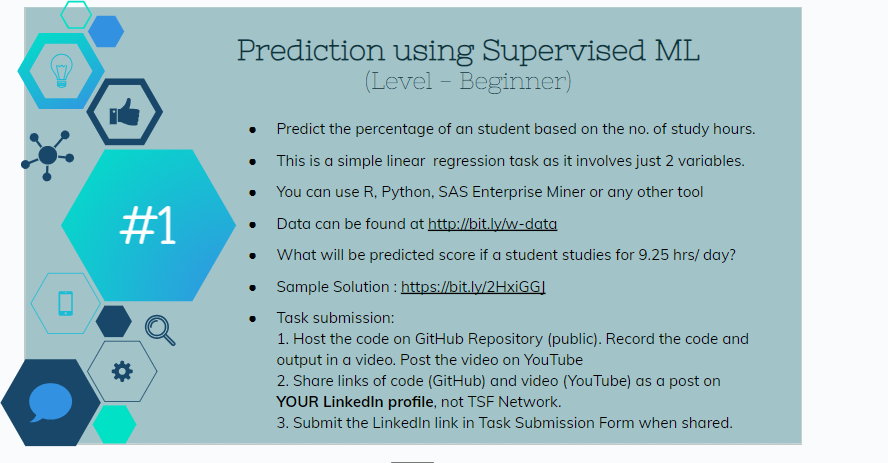 Prediction using Supervised ML
(Level - Beginner)
#1
● Predict the percentage of an student based on the no. of study hours.
● This is a simple linear regression task as it involves just 2 variables.
● You can use R, Python, SAS Enterprise Miner or any other tool
● Data can be found at http://bit.ly/w-data
● What will be predicted score if a student studies for 9.25 hrs/ day?
● Sample Solution : https://bit.ly/2HxiGGJ
● Task submission:
1. Host the code on GitHub Repository (public). Record the code and
output in a video. Post the video on YouTube
2. Share links of code (GitHub) and video (YouTube) as a post on
YOUR LinkedIn profile, not TSF Network.
3. Submit the LinkedIn link in Task Submission Form when shared.